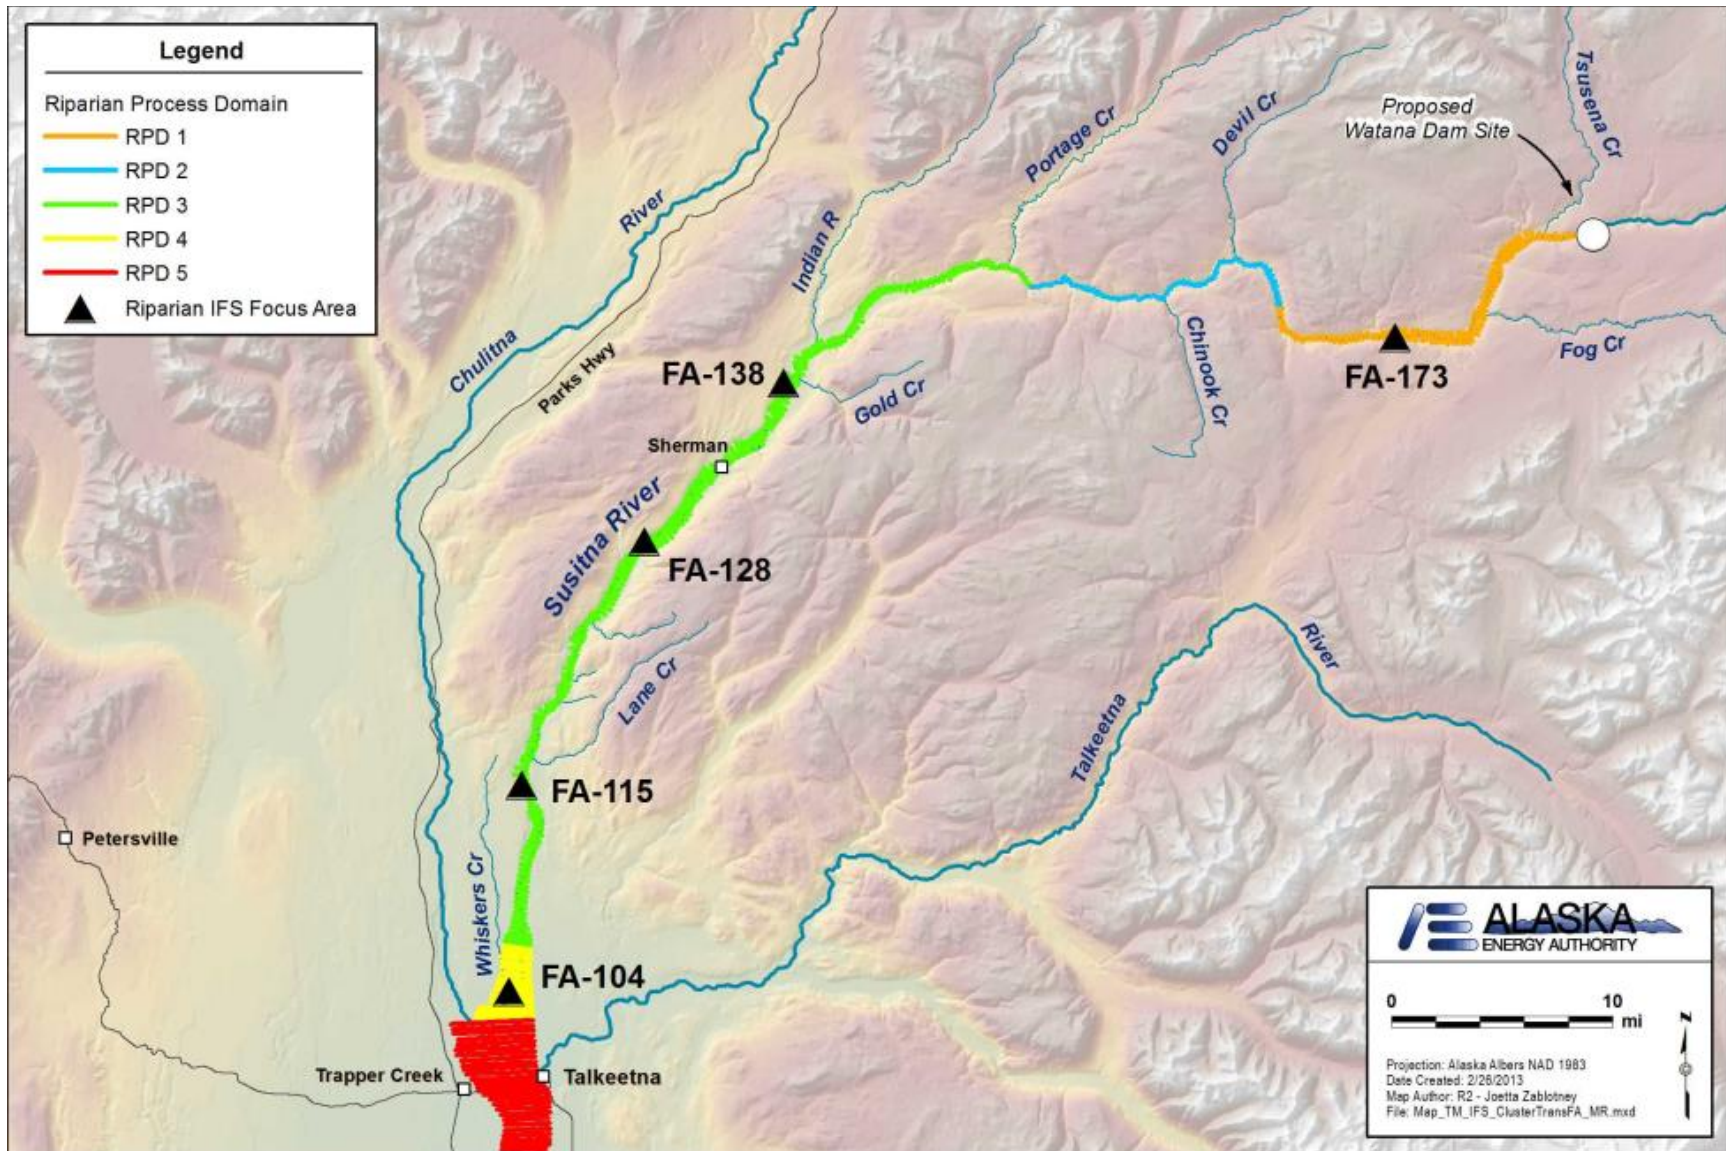 Legend
Riparian Process Domain
RPD 1
RPD 2
RPD 3
RPD 4
RPD 5
Riparian IFS Focus Area
Proposed
Watana Dam Site
Tsusena Cr
Portage Cr
Devil Cr
River
Indian R
Chulitna
Parks Hwy
FA-138
Gold Cr
Chinook Cr
Fog Cr
FA-173
Sherman
Susitna River
FA-128
River
Lane Cr
Talkeetna
FA-115
Petersville
Whiskers Cr
FA-104
Trapper Creek
Talkeetna
ALASKA
ENERGY AUTHORITY
0 10
mi
N
Projection: Alaska Albers NAD 1983
Date Created: 2/26/2013
Map Author: R2 - Joetta Zablotney
File: Map_TM_IFS_ClusterTransFA_MR.mxd